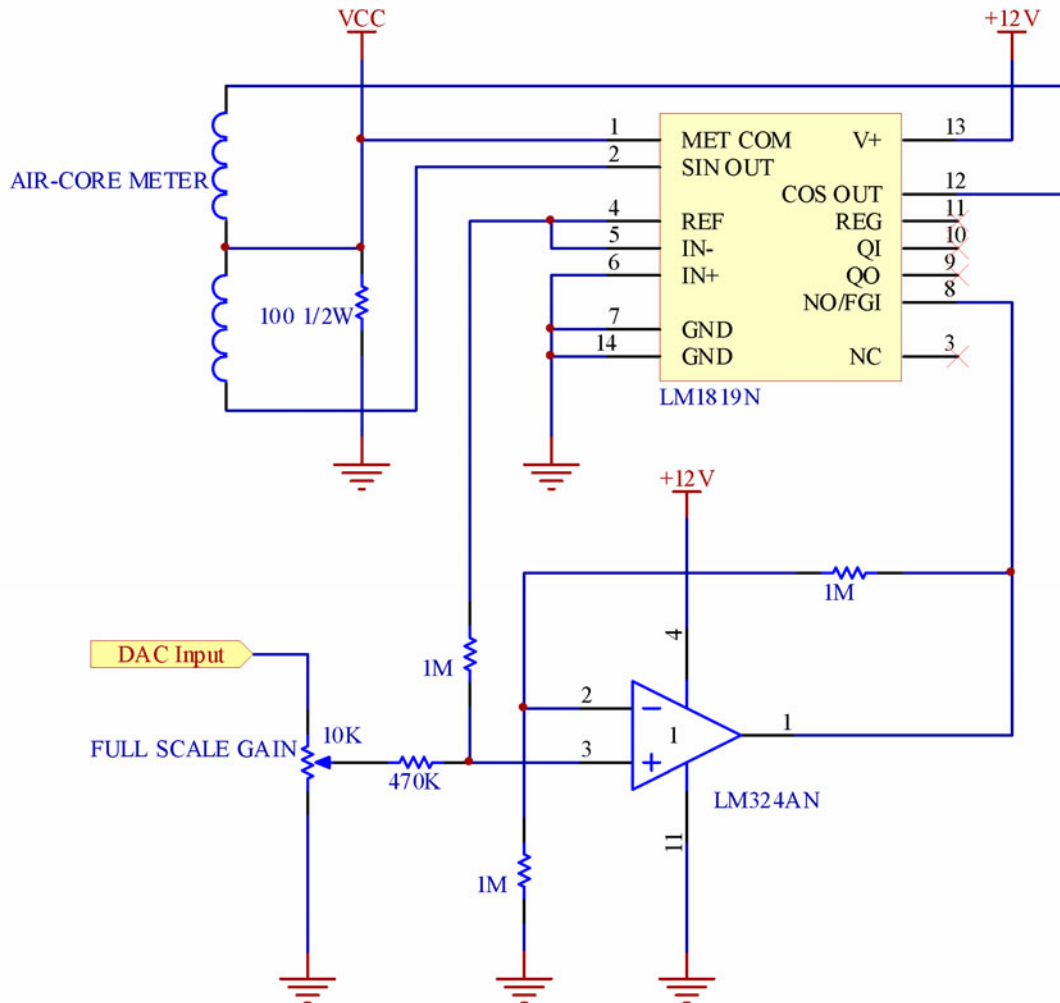 VCC
+12V
AIR-CORE METER
100 1/2W
1
2
4
5
6
7
14
MET COM
SIN OUT
REF
IN-
IN+
GND
GND
V+
COS OUT
REG
QI
QO
NO/FGI
NC
13
12
11
10
9
8
3
LM1819N
+12V
1M
DAC Input
1M
4
10K
FULL SCALE GAIN
470K
2
3
1
1
LM324AN
11
1M